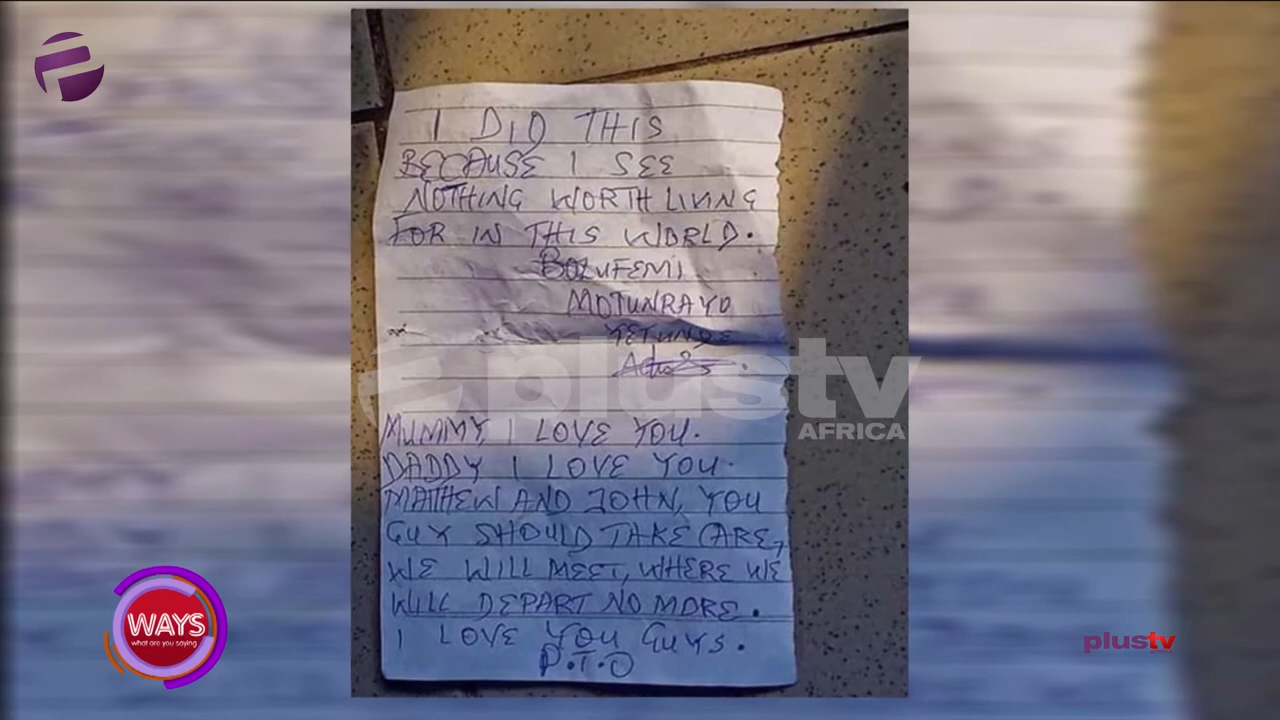 I DID THIS
BECAUSE I SEE
NOTHING WORTH LIVING
FOR IN THIS WORLD.
BOLUFEMI
MOTUNRAYO
YETUNDE
MUMMY, I LOVE YOU.
DADDY I LOVE YOU.
MATHEW AND JOHN, YOU
GUY SHOULD TAKE CARE,
WE WILL MEET, WHERE WE
WILL DEPART NO MORE.
I LOVE YOU GUYS.
P.T.O
plustv
AFRICA
WAYS
what are you saying
plustv
AFRICA